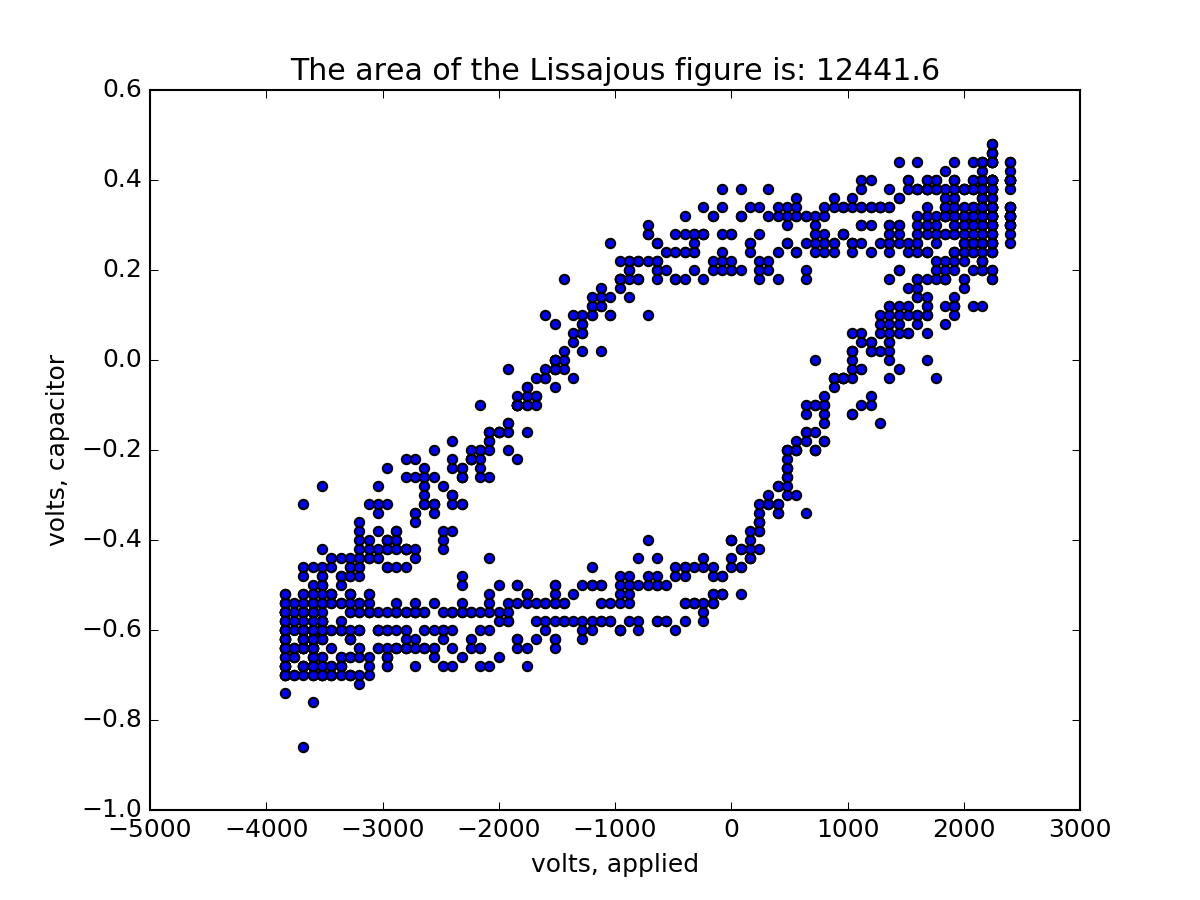 The area of the Lissajous figure is: 12441.6
0.6
0.4
0.2
0.0
−0.2
−0.4
−0.6
−0.8
−1.0
volts, capacitor
−5000 −4000 −3000 −2000 −1000 0 1000 2000 3000
volts, applied